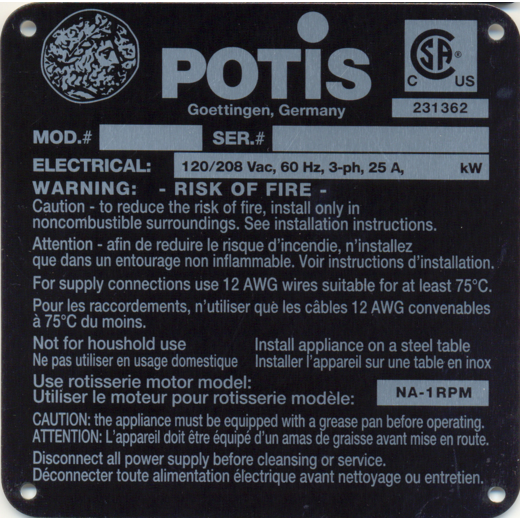 POTiS
Goettingen, Germany
CSA ®
C US
231362
MOD.# SER.#
ELECTRICAL: 120/208 Vac, 60 Hz, 3-ph, 25 A, kW
WARNING: - RISK OF FIRE -
Caution - to reduce the risk of fire, install only in
noncombustible surroundings. See installation instructions.
Attention - afin de reduire le risque d'incendie, n'installez
que dans un entourage non inflammable. Voir instructions d'installation.
For supply connections use 12 AWG wires suitable for at least 75°C.
Pour les raccordements, n'utiliser què les câbles 12 AWG convenables
à 75°C du moins.
Not for houshold use Install appliance on a steel table
Ne pas utiliser en usage domestique Installer l'appareil sur une table en inox
Use rotisserie motor model:
Utiliser le moteur pour rotisserie modèle: NA-1RPM
CAUTION: the appliance must be equipped with a grease pan before operating.
ATTENTION: L'appareil doit être équipé d'un amas de graisse avant mise en route.
Disconnect all power supply before cleansing or service.
Déconnecter toute alimentation électrique avant nettoyage ou entretien.